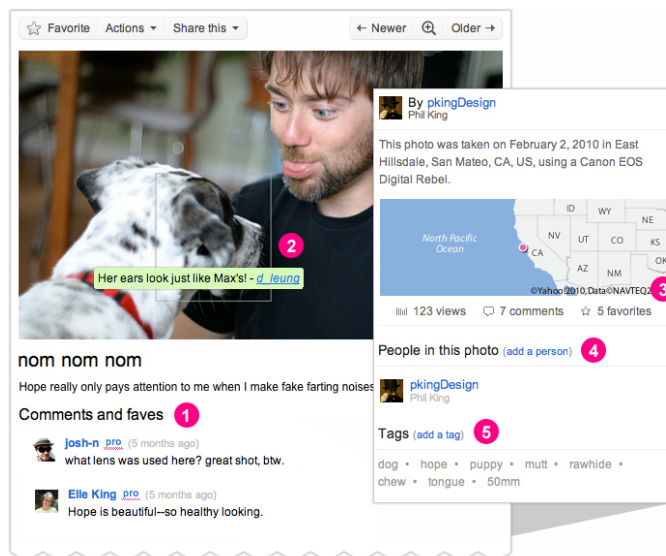 Favorite Actions Share this
← Newer Older →
2
Her ears look just like Max's! - d_leung
nom nom nom
Hope really only pays attention to me when I make fake farting noises
Comments and faves 1
josh-n pro (5 months ago)
what lens was used here? great shot, btw.
Elle King pro (5 months ago)
Hope is beautiful--so healthy looking.
By pkingDesign
Phil King
This photo was taken on February 2, 2010 in East
Hillsdale, San Mateo, CA, US, using a Canon EOS
Digital Rebel.
ID WY
NE
North Pacific
Ocean
NV UT CO KS
CA
AZ NM OK
©Yahoo!2010,Data©NAVTEQ2
3
123 views 7 comments 5 favorites
People in this photo (add a person) 4
pkingDesign
Phil King
Tags (add a tag) 5
dog • hope • puppy • mutt • rawhide •
chew • tongue • 50mm